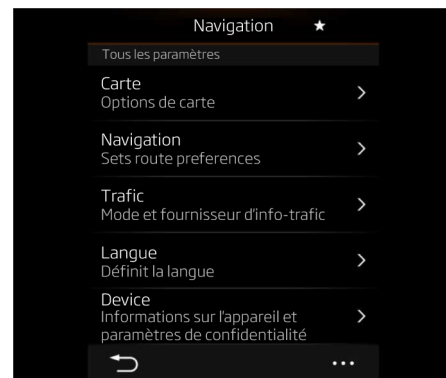 Navigation
Tous les paramètres
Carte
Options de carte
Navigation
Sets route preferences
Trafic
Mode et fournisseur d'info-trafic
Langue
Définit la langue
Device
Informations sur l'appareil et
paramètres de confidentialité